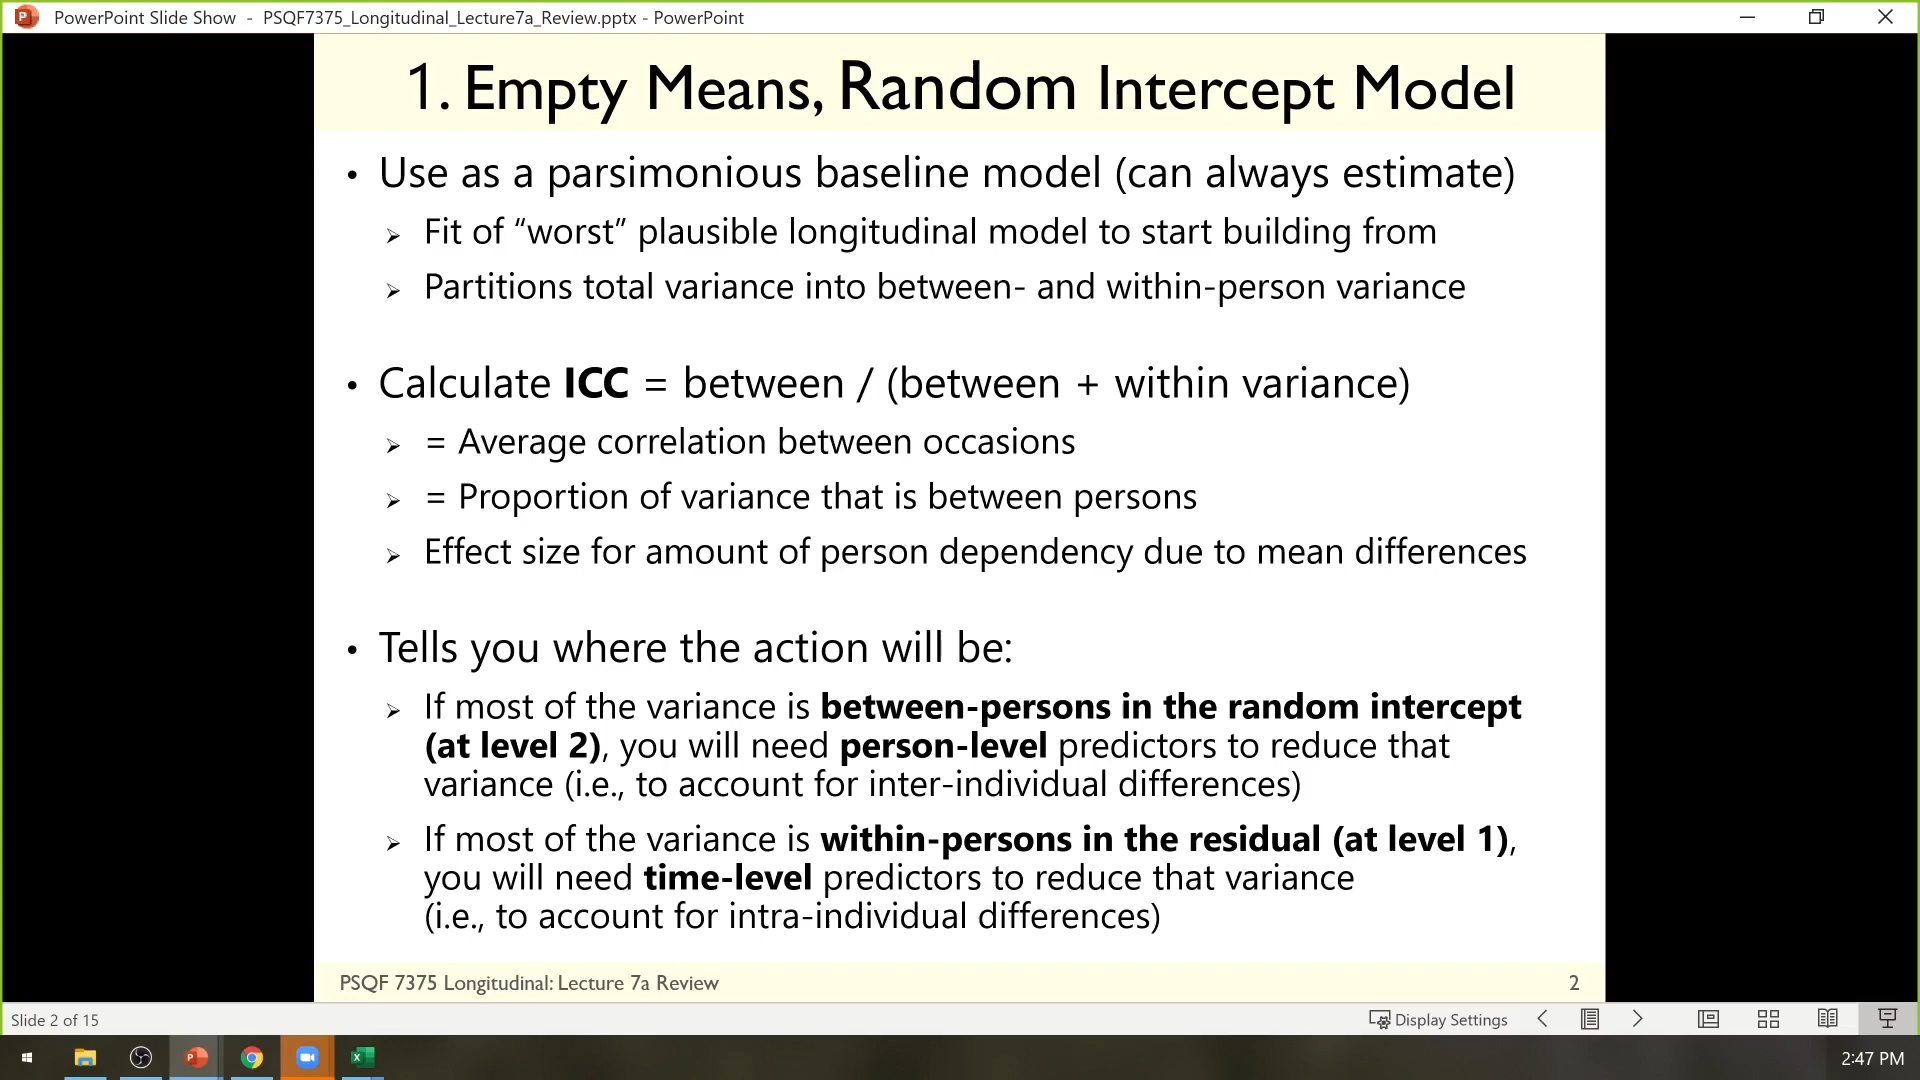 PowerPoint Slide Show - PSQF7375_Longitudinal_Lecture7a_Review.pptx - PowerPoint
1. Empty Means, Random Intercept Model
• Use as a parsimonious baseline model (can always estimate)
➢ Fit of “worst” plausible longitudinal model to start building from
➢ Partitions total variance into between- and within-person variance
• Calculate ICC = between / (between + within variance)
➢ = Average correlation between occasions
➢ = Proportion of variance that is between persons
➢ Effect size for amount of person dependency due to mean differences
• Tells you where the action will be:
➢ If most of the variance is between-persons in the random intercept
(at level 2), you will need person-level predictors to reduce that
variance (i.e., to account for inter-individual differences)
➢ If most of the variance is within-persons in the residual (at level 1),
you will need time-level predictors to reduce that variance
(i.e., to account for intra-individual differences)
PSQF 7375 Longitudinal: Lecture 7a Review 2
Slide 2 of 15 Display Settings
2:47 PM